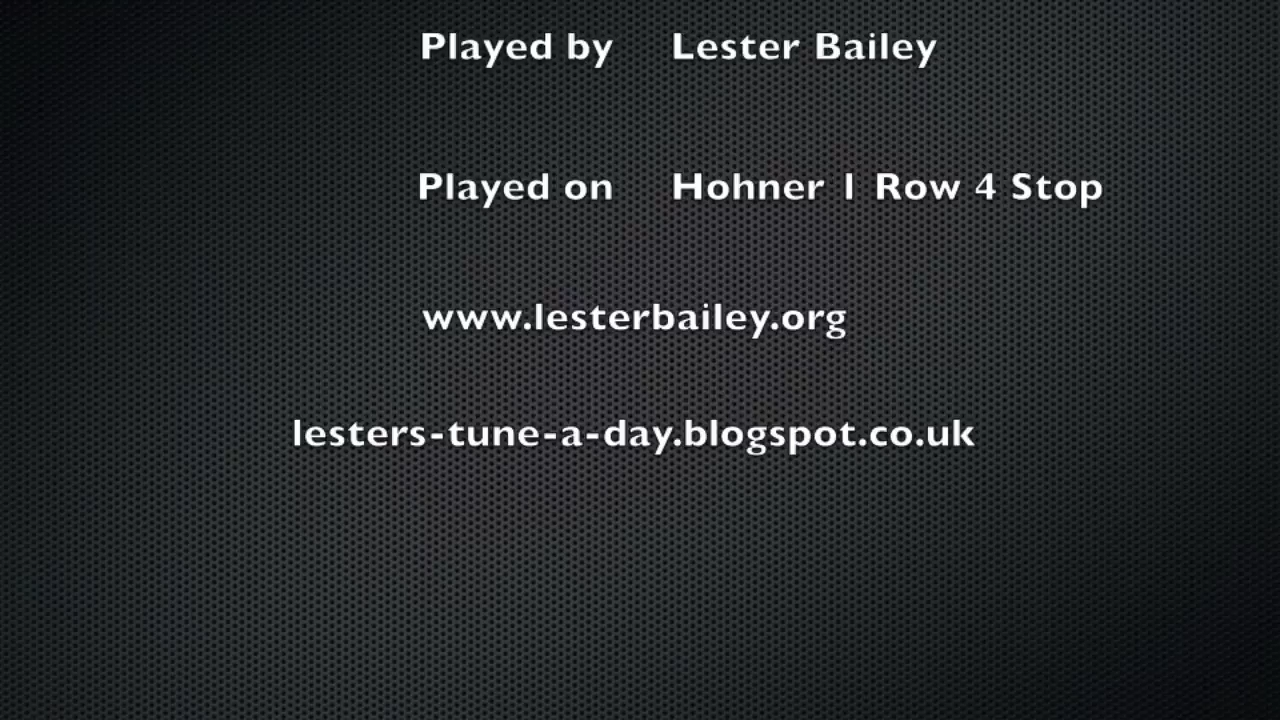 Played by Lester Bailey
Played on Hohner 1 Row 4 Stop
www.lesterbailey.org
lesters-tune-a-day.blogspot.co.uk